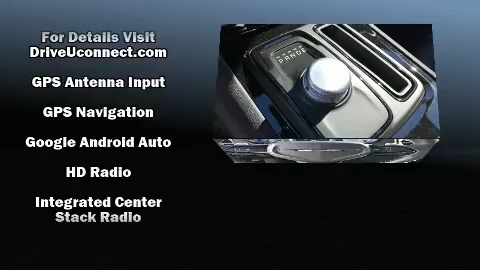 For Details Visit
DriveUconnect.com
GPS Antenna Input
GPS Navigation
Google Android Auto
HD Radio
Integrated Center
Stack Radio